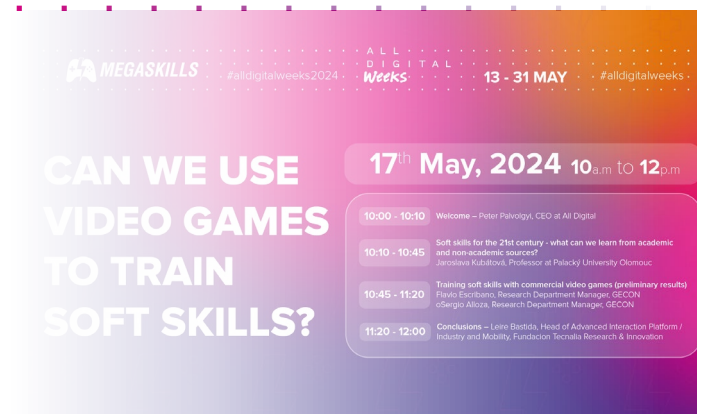 MEGASKILLS
#alldigitalweeks2024
ALL
DIGITAL
Weeks
13 - 31 MAY
#alldigitalweeks
CAN WE USE
VIDEO GAMES
TO TRAIN
SOFT SKILLS?
17th May, 2024 10a.m to 12p.m
10:00 - 10:10 Welcome – Peter Palvolgyi, CEO at All Digital
10:10 - 10:45
Soft skills for the 21st century - what can we learn from academic
and non-academic sources?
Jaroslava Kubátová, Professor at Palacký University Olomouc
10:45 - 11:20
Training soft skills with commercial video games (preliminary results)
Flavio Escribano, Research Department Manager, GECON
oSergio Alloza, Research Department Manager, GECON
11:20 - 12:00
Conclusions – Leire Bastida, Head of Advanced Interaction Platform /
Industry and Mobility, Fundacion Tecnalia Research & Innovation